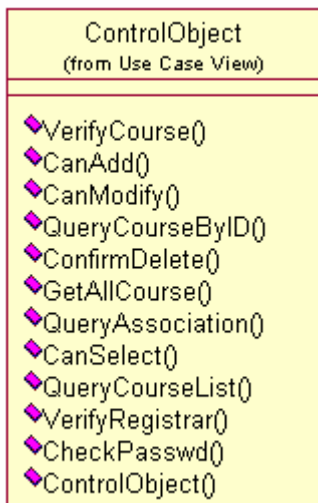 ControlObject
(from Use Case View)
VerifyCourse()
CanAdd()
CanModify()
QueryCourseByID()
ConfirmDelete()
GetAllCourse()
QueryAssociation()
CanSelect()
QueryCourseList()
VerifyRegistrar()
CheckPasswd()
ControlObject()